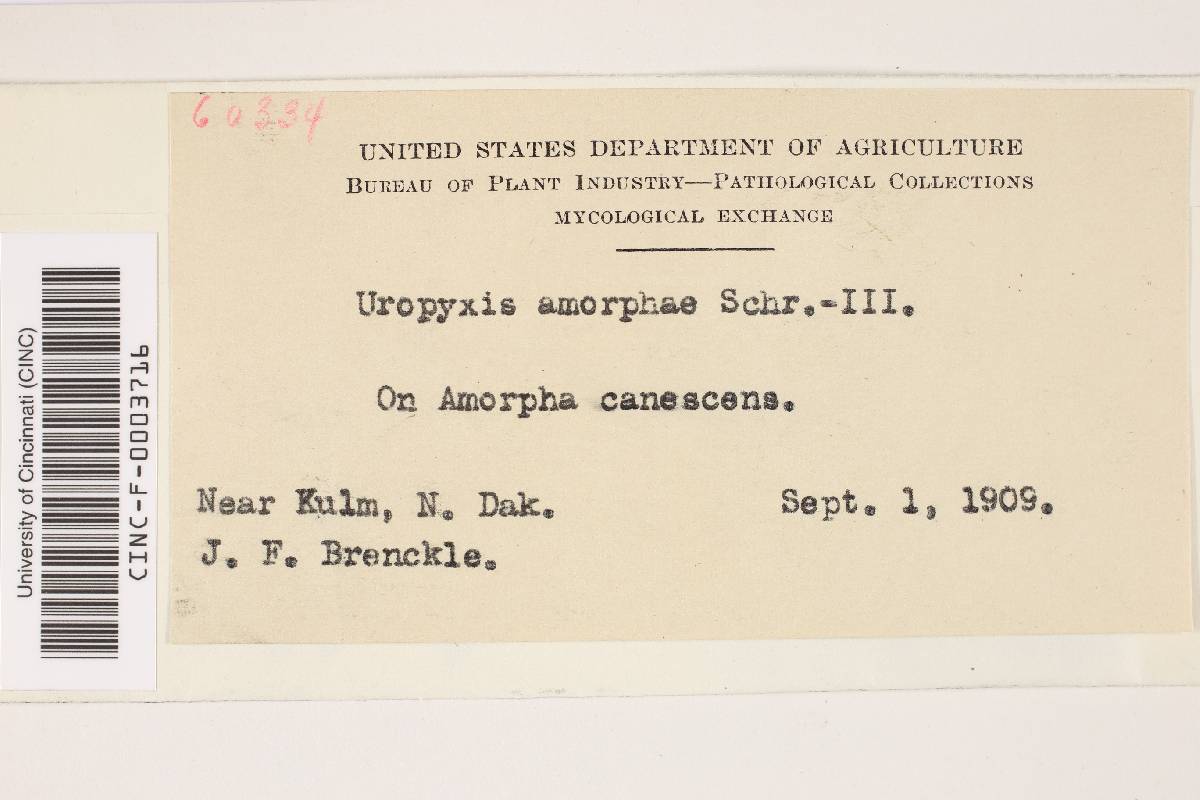 60334
UNITED STATES DEPARTMENT OF AGRICULTURE
BUREAU OF PLANT INDUSTRY—PATHOLOGICAL COLLECTIONS
MYCOLOGICAL EXCHANGE
Uropyxis amorphae Schr.-III.
On Amorpha canescens.
Near Kulm, N. Dak. Sept. 1, 1909.
J. F. Brenckle.
University of Cincinnati (CINC)
CINC-F-0003716